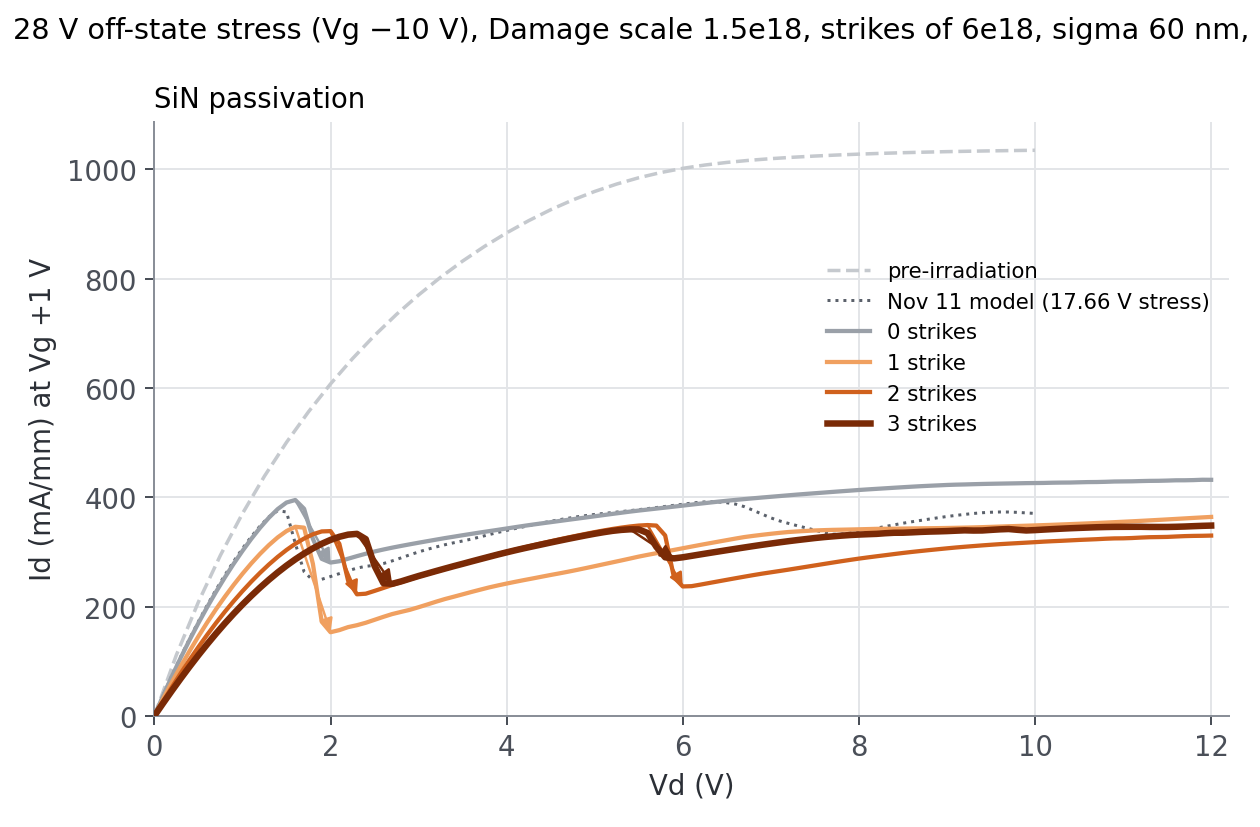 28 V off-state stress (Vg −10 V), Damage scale 1.5e18, strikes of 6e18, sigma 60 nm,
SiN passivation
Id (mA/mm) at Vg +1 V
1000
800
600
400
200
0
pre-irradiation
Nov 11 model (17.66 V stress)
0 strikes
1 strike
2 strikes
3 strikes
0 2 4 6 8 10 12
Vd (V)